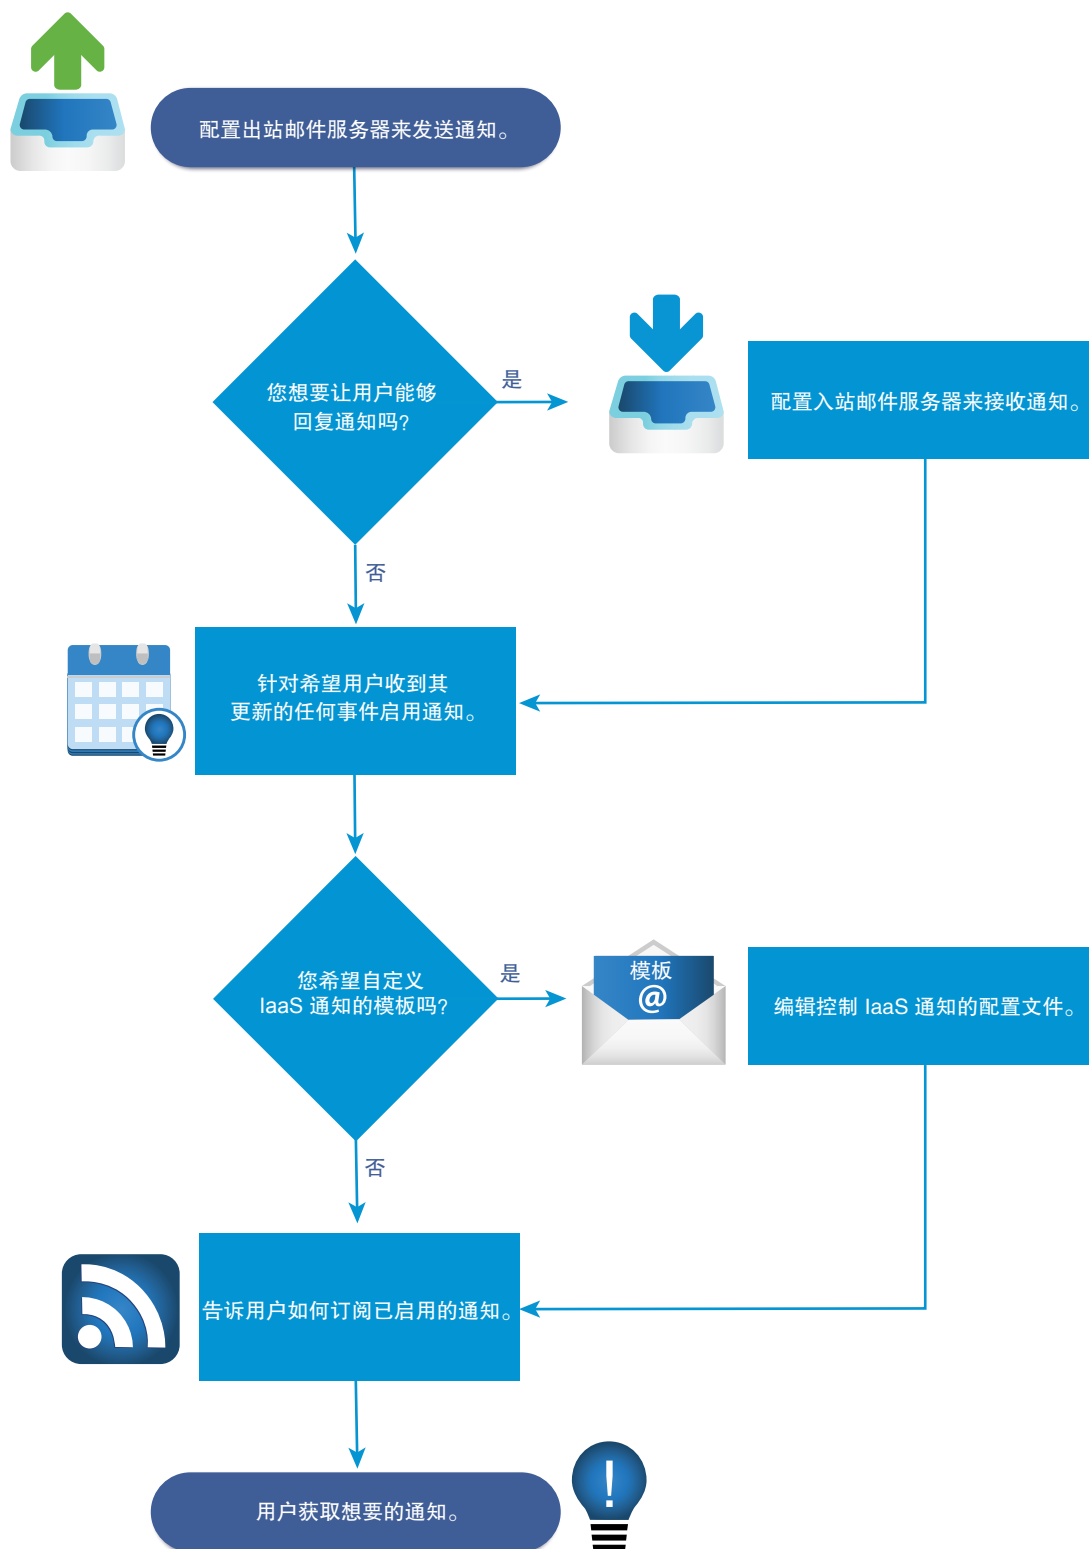 配置出站邮件服务器来发送通知。
您想要让用户能够
回复通知吗?
是
配置入站邮件服务器来接收通知。
否
针对希望用户收到其
更新的任何事件启用通知。
您希望自定义
IaaS 通知的模板吗?
是
模板
@
编辑控制 IaaS 通知的配置文件。
否
告诉用户如何订阅已启用的通知。
用户获取想要的通知。
!